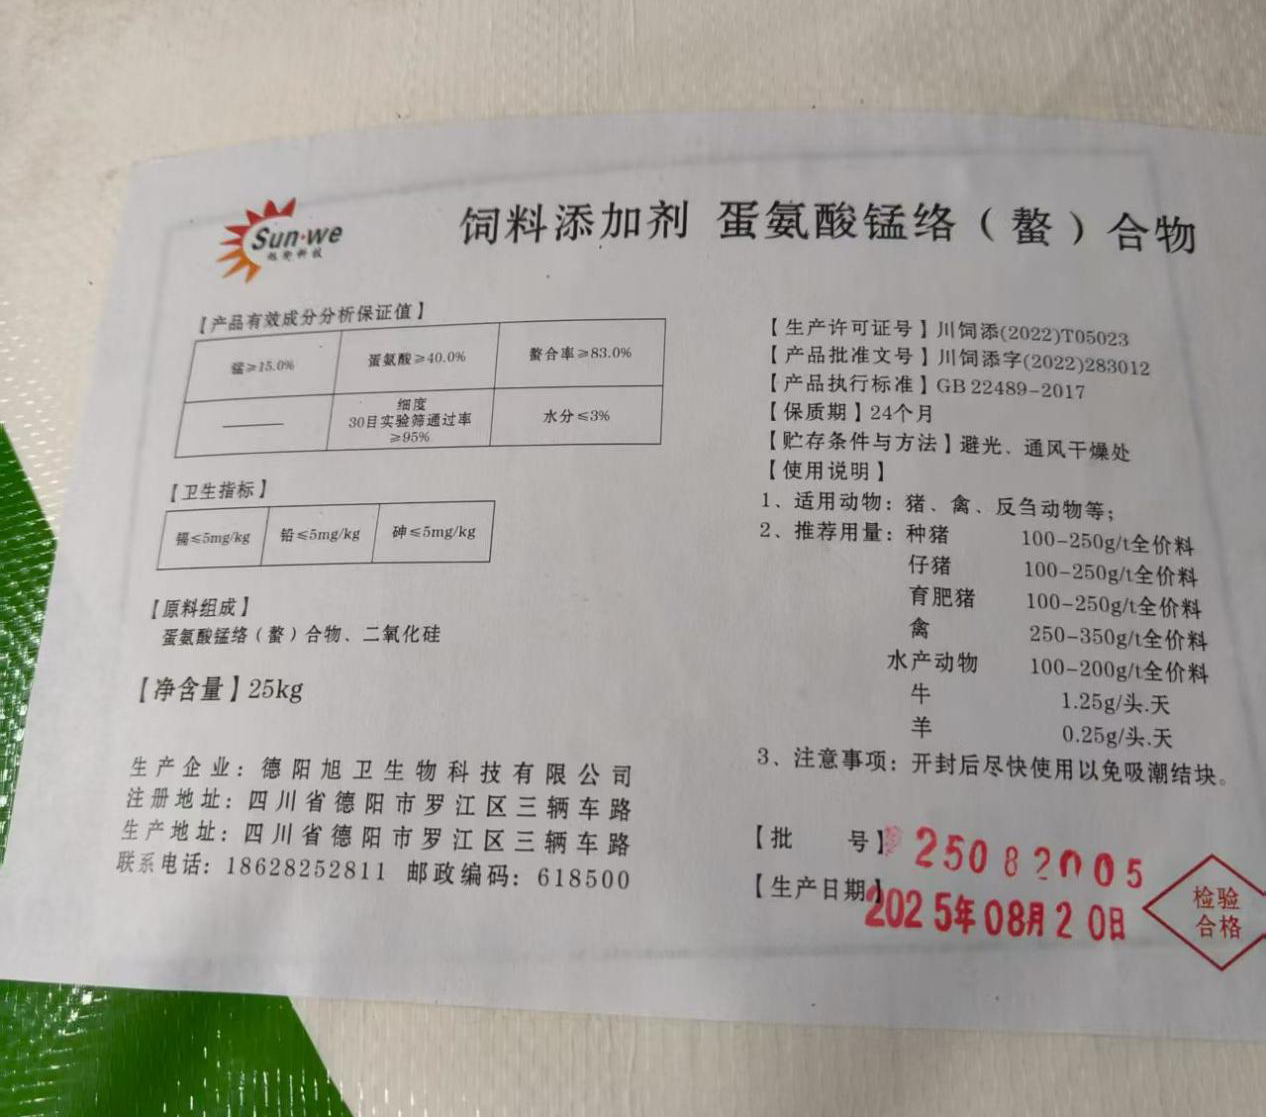 Sun·we
旭卫科技
饲料添加剂 蛋氨酸锰络（螯）合物
【产品有效成分分析保证值】
锰≥15.0% 蛋氨酸≥40.0% 螯合率≥83.0%
—— 细度 30目实验筛通过率 ≥95% 水分≤3%
【卫生指标】
镉≤5mg/kg 铅≤5mg/kg 砷≤5mg/kg
【原料组成】
蛋氨酸锰络（螯）合物、二氧化硅
【净含量】25kg
生产企业：德阳旭卫生物科技有限公司
注册地址：四川省德阳市罗江区三辆车路
生产地址：四川省德阳市罗江区三辆车路
联系电话：18628252811 邮政编码：618500
【生产许可证号】川饲添(2022)T05023
【产品批准文号】川饲添字(2022)283012
【产品执行标准】GB 22489-2017
【保质期】24个月
【贮存条件与方法】避光、通风干燥处
【使用说明】
1、适用动物：猪、禽、反刍动物等；
2、推荐用量：种猪 100-250g/t全价料
仔猪 100-250g/t全价料
育肥猪 100-250g/t全价料
禽 250-350g/t全价料
水产动物 100-200g/t全价料
牛 1.25g/头.天
羊 0.25g/头.天
3、注意事项：开封后尽快使用以免吸潮结块。
【批 号】25082005
【生产日期】2025年08月20日
检验
合格